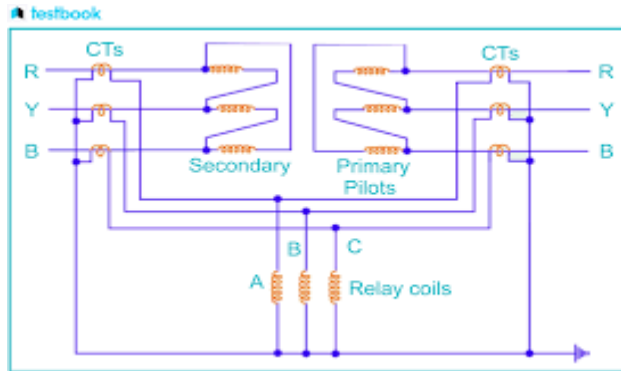 testbook
CTs
CTs
R
R
Y
Y
B
B
Secondary
Primary
Pilots
A
B
C
Relay coils